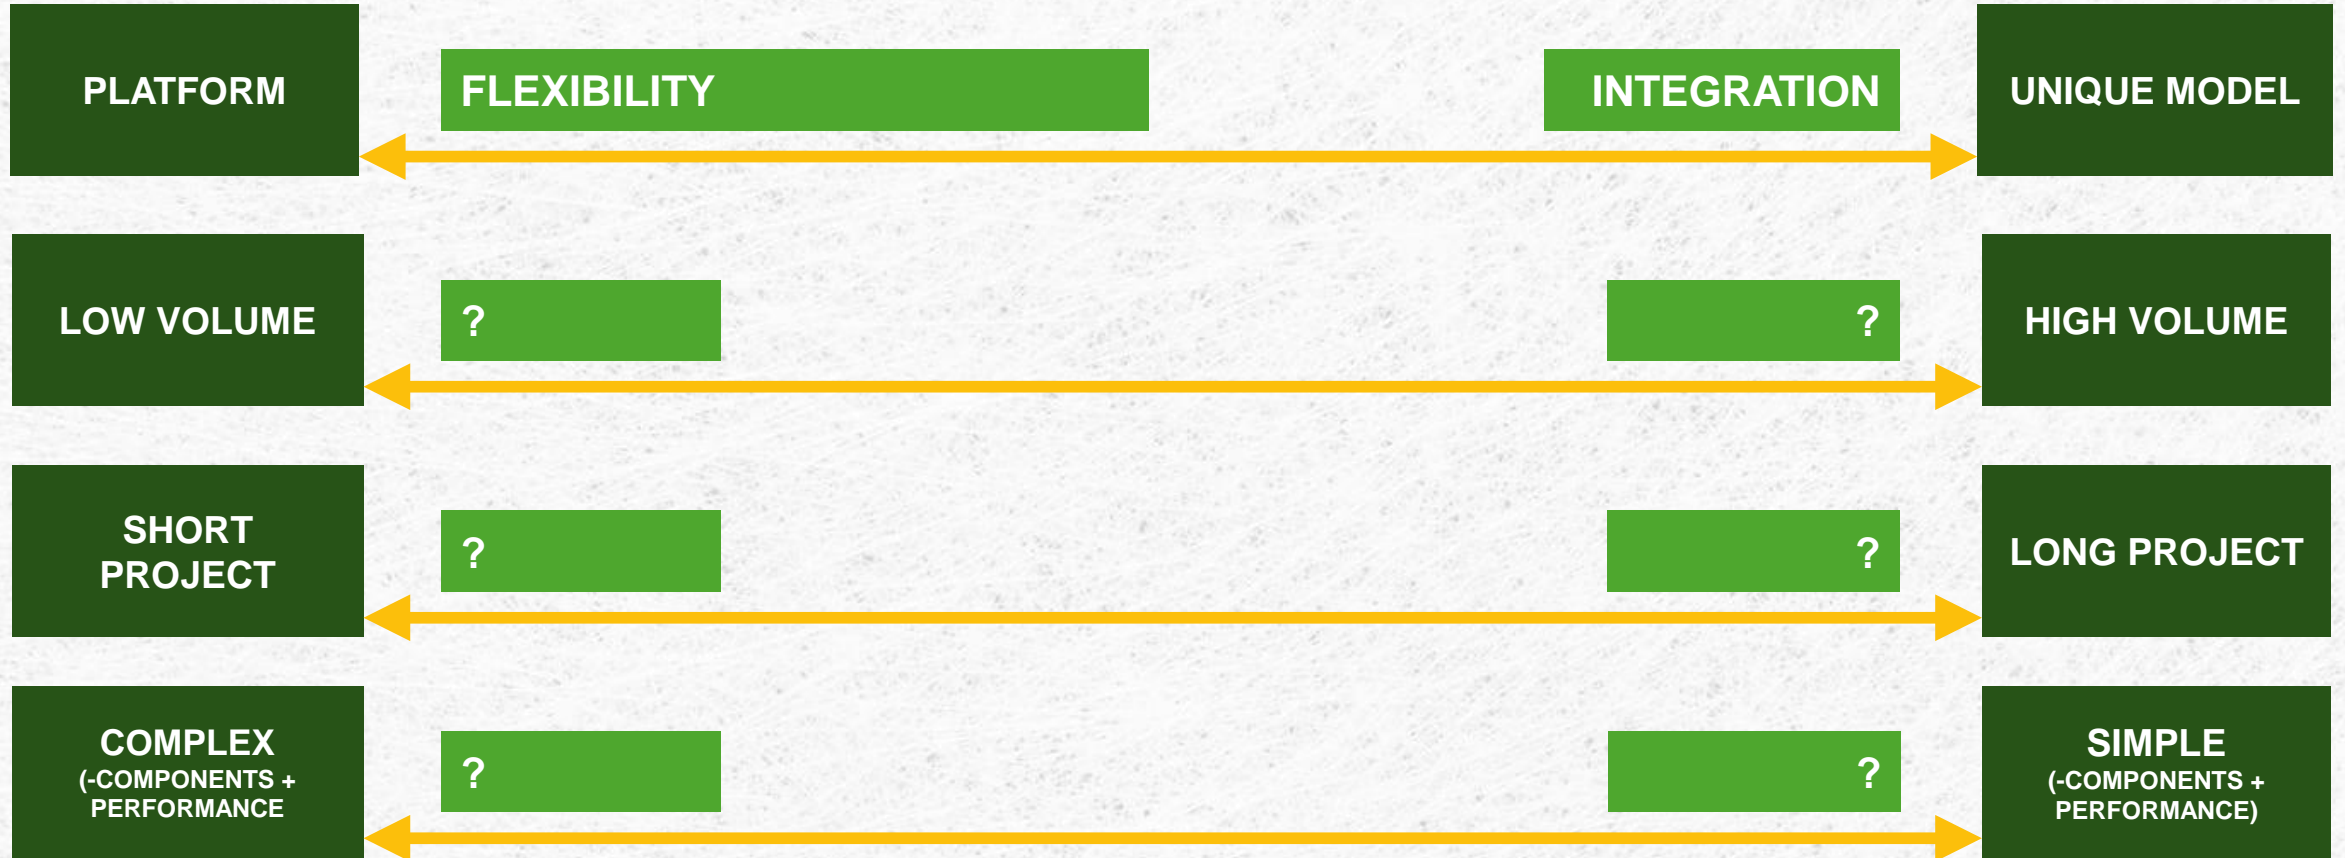 PLATFORM
FLEXIBILITY
INTEGRATION
UNIQUE MODEL
LOW VOLUME
?
?
HIGH VOLUME
SHORT
PROJECT
?
?
LONG PROJECT
COMPLEX
(-COMPONENTS +
PERFORMANCE
?
?
SIMPLE
(-COMPONENTS +
PERFORMANCE)